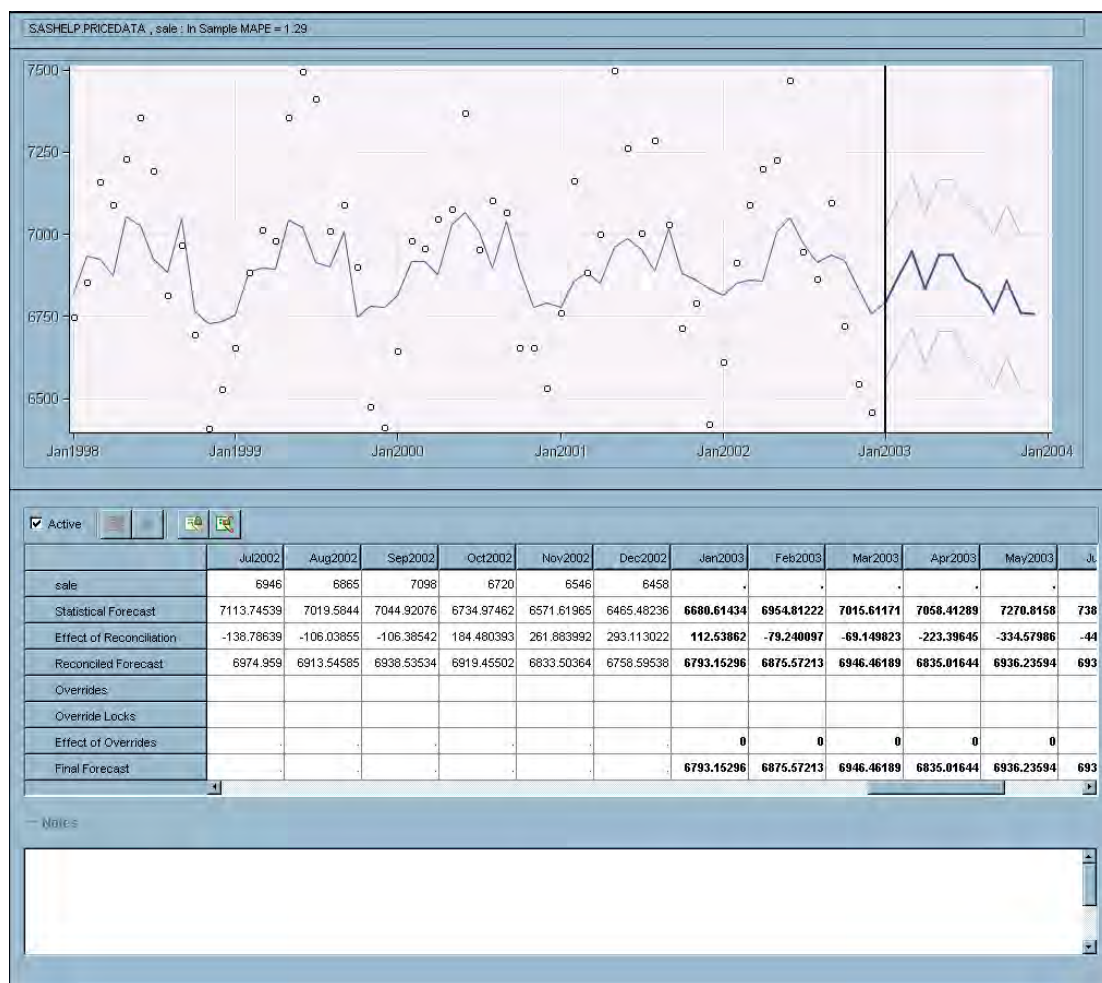 SASHELP.PRICEDATA , sale : In Sample MAPE = 1.29
7500
7250
7000
6750
6500
Jan1998 Jan1999 Jan2000 Jan2001 Jan2002 Jan2003 Jan2004
Active
Jul2002 Aug2002 Sep2002 Oct2002 Nov2002 Dec2002 Jan2003 Feb2003 Mar2003 Apr2003 May2003 Ju
sale 6946 6865 7098 6720 6546 6458 . . . . .
Statistical Forecast 7113.74539 7019.5844 7044.92076 6734.97462 6571.61965 6465.48236 6680.61434 6954.81222 7015.61171 7058.41289 7270.8158 738
Effect of Reconciliation -138.78639 -106.03855 -106.38542 184.480393 261.883992 293.113022 112.53862 -79.240097 -69.149823 -223.39645 -334.57986 -44
Reconciled Forecast 6974.959 6913.54585 6938.53534 6919.45502 6833.50364 6758.59538 6793.15296 6875.57213 6946.46189 6835.01644 6936.23594 693
Overrides
Override Locks
Effect of Overrides . . . . . . 0 0 0 0 0
Final Forecast . . . . . . 6793.15296 6875.57213 6946.46189 6835.01644 6936.23594 693
Notes